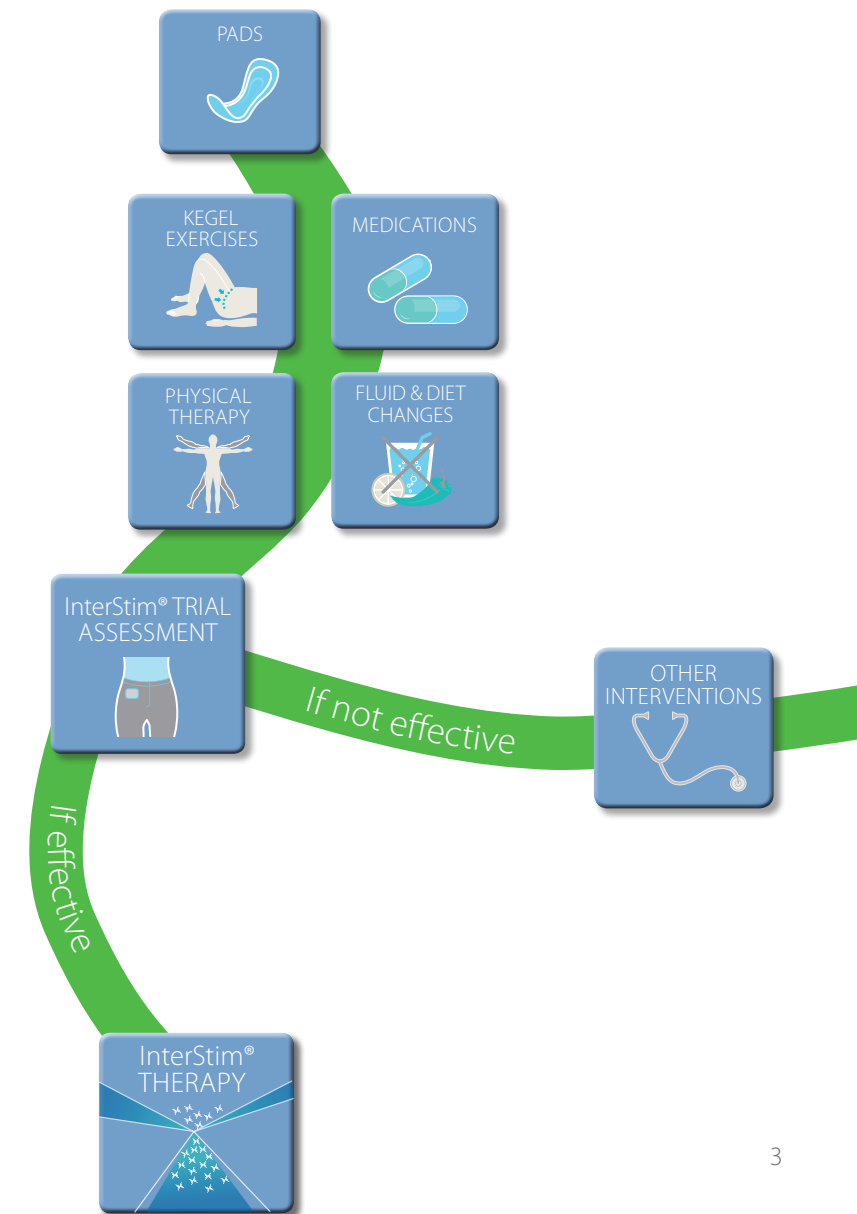 PADS
KEGEL
EXERCISES
MEDICATIONS
PHYSICAL
THERAPY
FLUID & DIET
CHANGES
InterStim® TRIAL
ASSESSMENT
If not effective
OTHER
INTERVENTIONS
If effective
InterStim®
THERAPY
3